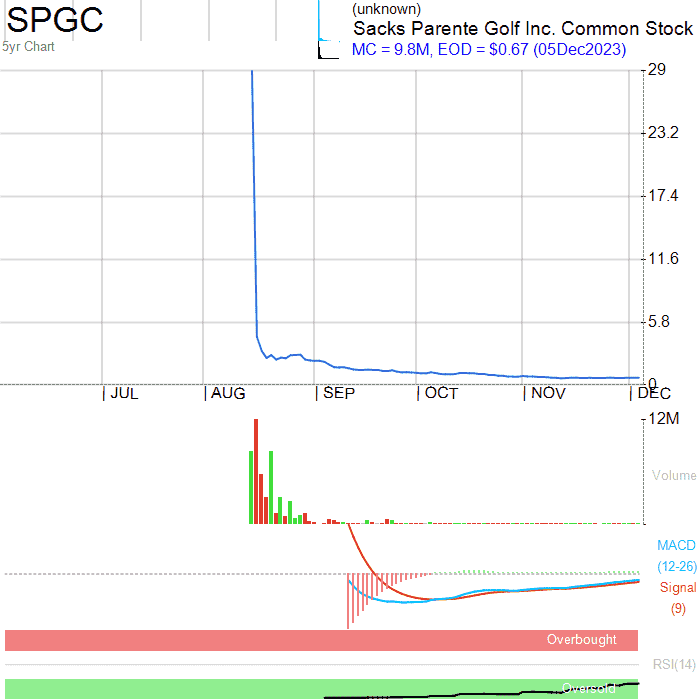 SPGC
(unknown)
Sacks Parente Golf Inc. Common Stock
5yr Chart
MC = 9.8M, EOD = $0.67 (05Dec2023)
29
23.2
17.4
11.6
5.8
0
JUL AUG SEP OCT NOV DEC
12M
Volume
MACD
(12-26)
Signal
(9)
Overbought
RSI(14)
Oversold